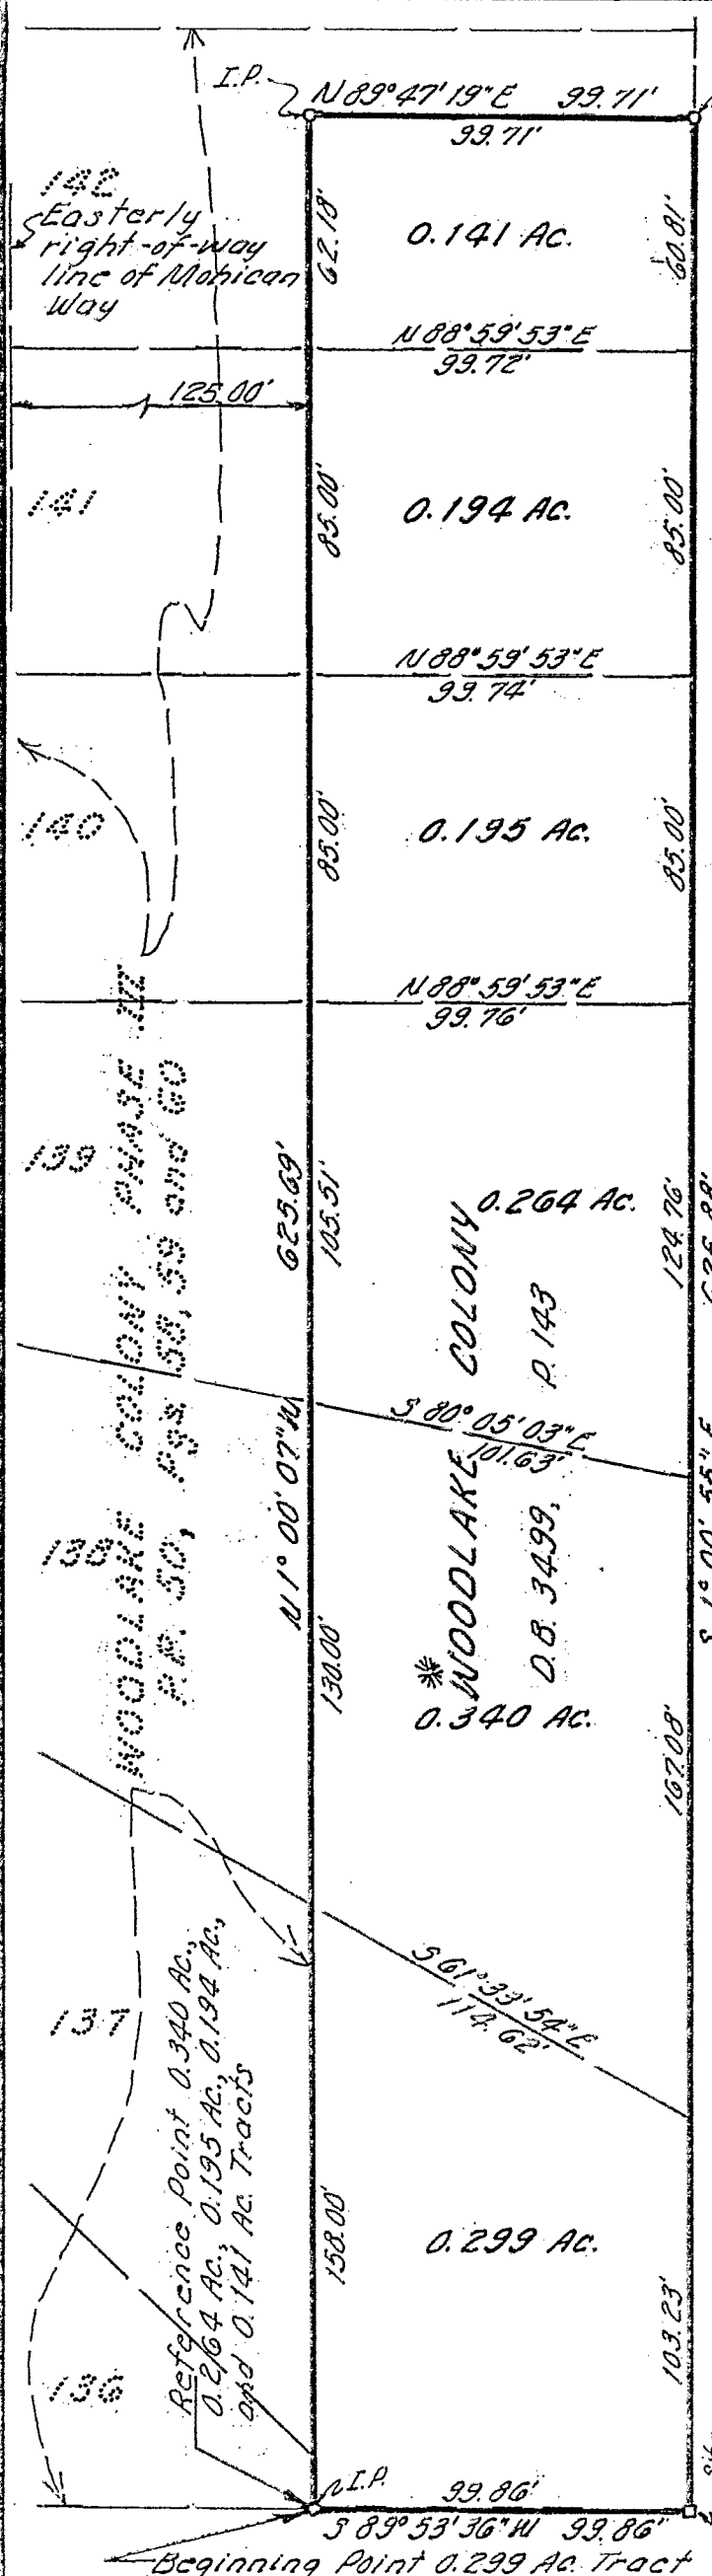 I.P.
N 89° 47' 19" E 99.71'
99.71'
142
Easterly
right-of-way
line of Mohican
Way
62.18'
0.141 Ac.
60.81'
N 88° 59' 53" E
99.72'
125.00'
141
85.00'
0.194 Ac.
85.00'
N 88° 59' 53" E
99.74'
140
85.00'
0.195 Ac.
85.00'
N 88° 59' 53" E
99.76'
139
WOODLAKE COLONY PHASE III
P.B. 50, Pgs 58, 59 and 60
625.69'
105.51'
N 1° 00' 07" W
0.264 Ac.
124.76'
S 1° 00' 55" E
S 80° 05' 03" E
101.63'
138
130.00'
* WOODLAKE COLONY
D.B. 3499, P. 143
0.340 Ac.
167.08'
S 61° 33' 54" E
114.62'
137
Reference Point 0.340 Ac.,
0.264 Ac., 0.195 Ac., 0.194 Ac.,
and 0.141 Ac. Tracts
158.00'
0.299 Ac.
103.23'
136
I.P.
99.86'
S 89° 53' 36" W 99.86'
Beginning Point 0.299 Ac. Tract